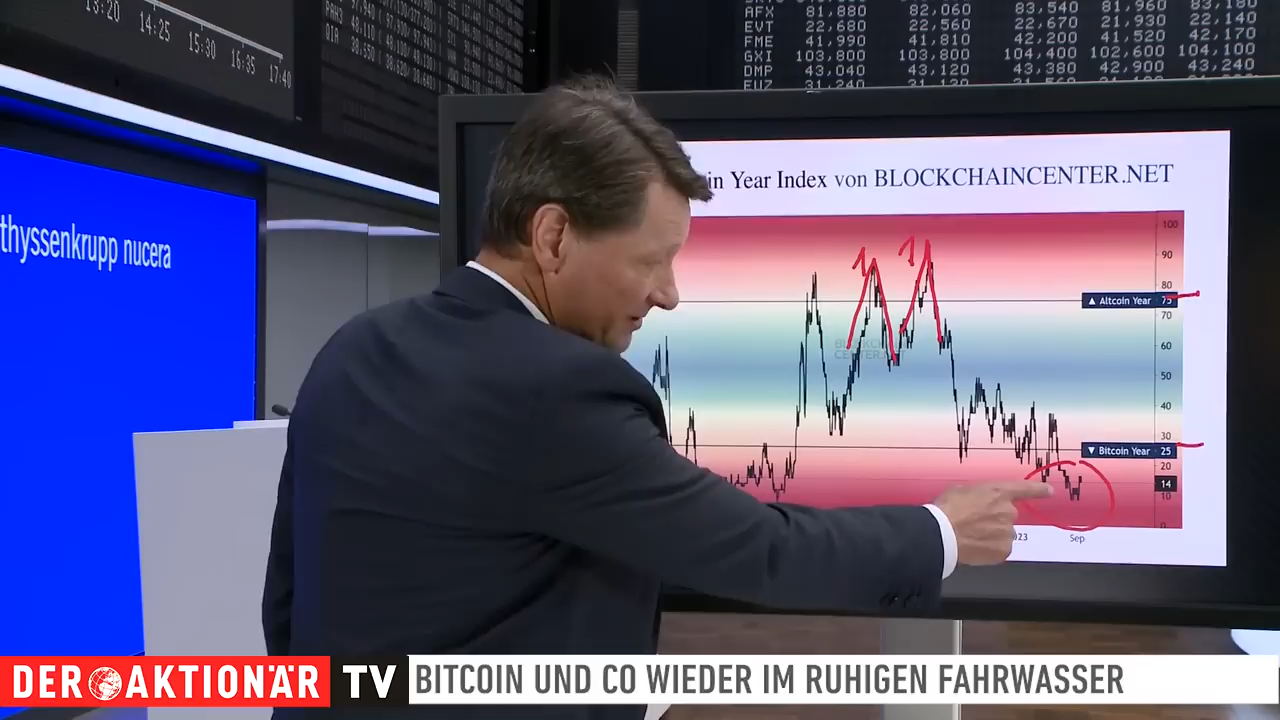 13:20
14:25
15:30
16:35
17:40
AFX 81,880 82,060 83,540 81,960 83,180
EVT 22,680 22,560 22,670 21,930 22,140
FME 41,990 41,810 42,200 41,520 42,170
GXI 103,800 103,800 104,400 102,600 104,100
DMP 43,040 43,120 43,380 42,900 43,240
thyssenkrupp nucera
in Year Index von BLOCKCHAINCENTER.NET
100
90
80
▲ Altcoin Year 75
70
60
BLOCKCHAIN
CENTER.NET
50
40
30
▼ Bitcoin Year 25
20
14
10
0
2023 Sep
DER AKTIONÄR TV BITCOIN UND CO WIEDER IM RUHIGEN FAHRWASSER